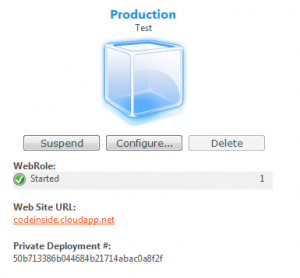 Production
Test
Suspend Configure... Delete
WebRole:
Started 1
Web Site URL:
codeinside.cloudapp.net
Private Deployment #:
50b713386b044684b21714abac0a8f2f